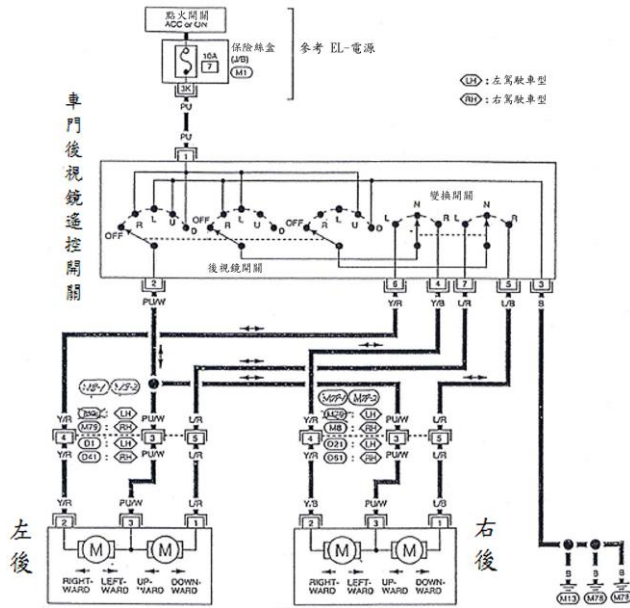 點火開關
ACC or ON
保險絲盒
(J/B)
M1
10A
7
參考 EL-電源
3K
PU
PU
1
LH : 左駕駛車型
RH : 右駕駛車型
車門後視鏡遙控開關
OFF R L U D
OFF R L U D
OFF R L U D
變換開關
L N R L N R
後視鏡開關
2 6 4 7 5 3
PU/W Y/R Y/B L/R L/B B
Y/R PU/W L/R
M79 : RH
D1 : LH
D41 : RH
4 3 5
Y/R PU/W L/R
Y/R PU/W L/R
2 3 1
M M
RIGHT-WARD LEFT-WARD UP-WARD DOWN-WARD
左後
Y/R PU/W L/R
LH
M8 : RH
D21 : LH
D51 : RH
4 3 5
Y/R PU/W L/R
Y/B PU/W L/B
2 3 1
M M
RIGHT-WARD LEFT-WARD UP-WARD DOWN-WARD
右後
B B B
M13 M78